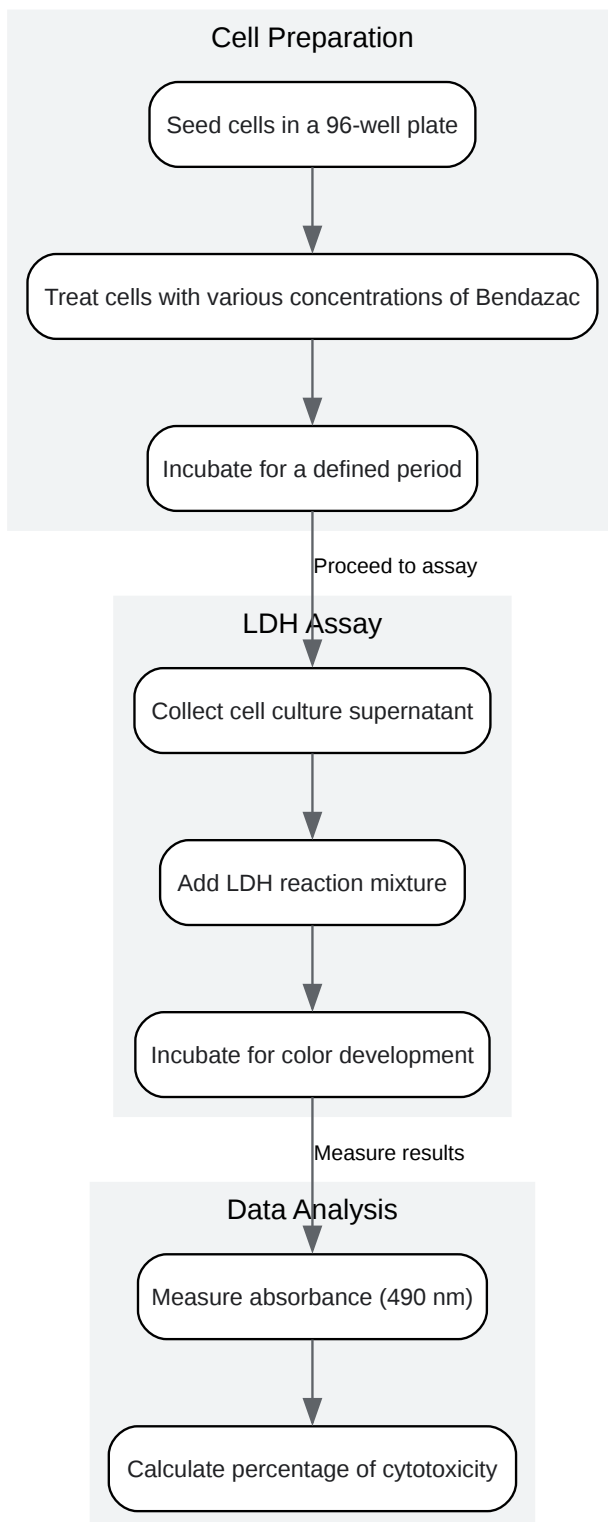 Cell Preparation
Seed cells in a 96-well plate
Treat cells with various concentrations of Bendazac
Incubate for a defined period
Proceed to assay
LDH Assay
Collect cell culture supernatant
Add LDH reaction mixture
Incubate for color development
Measure results
Data Analysis
Measure absorbance (490 nm)
Calculate percentage of cytotoxicity